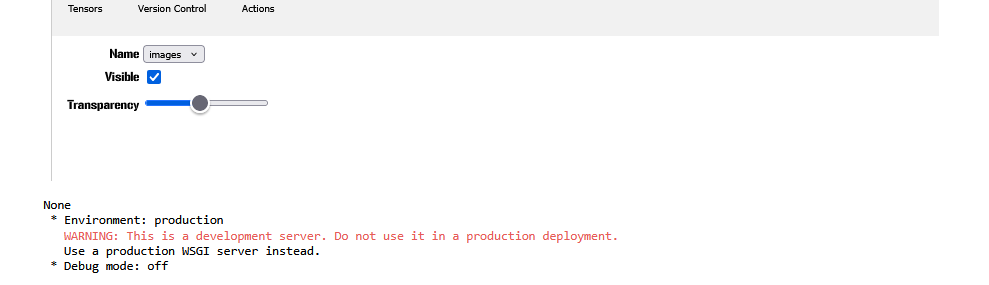 Tensors Version Control Actions
Name images
Visible
Transparency
None
* Environment: production
WARNING: This is a development server. Do not use it in a production deployment.
Use a production WSGI server instead.
* Debug mode: off